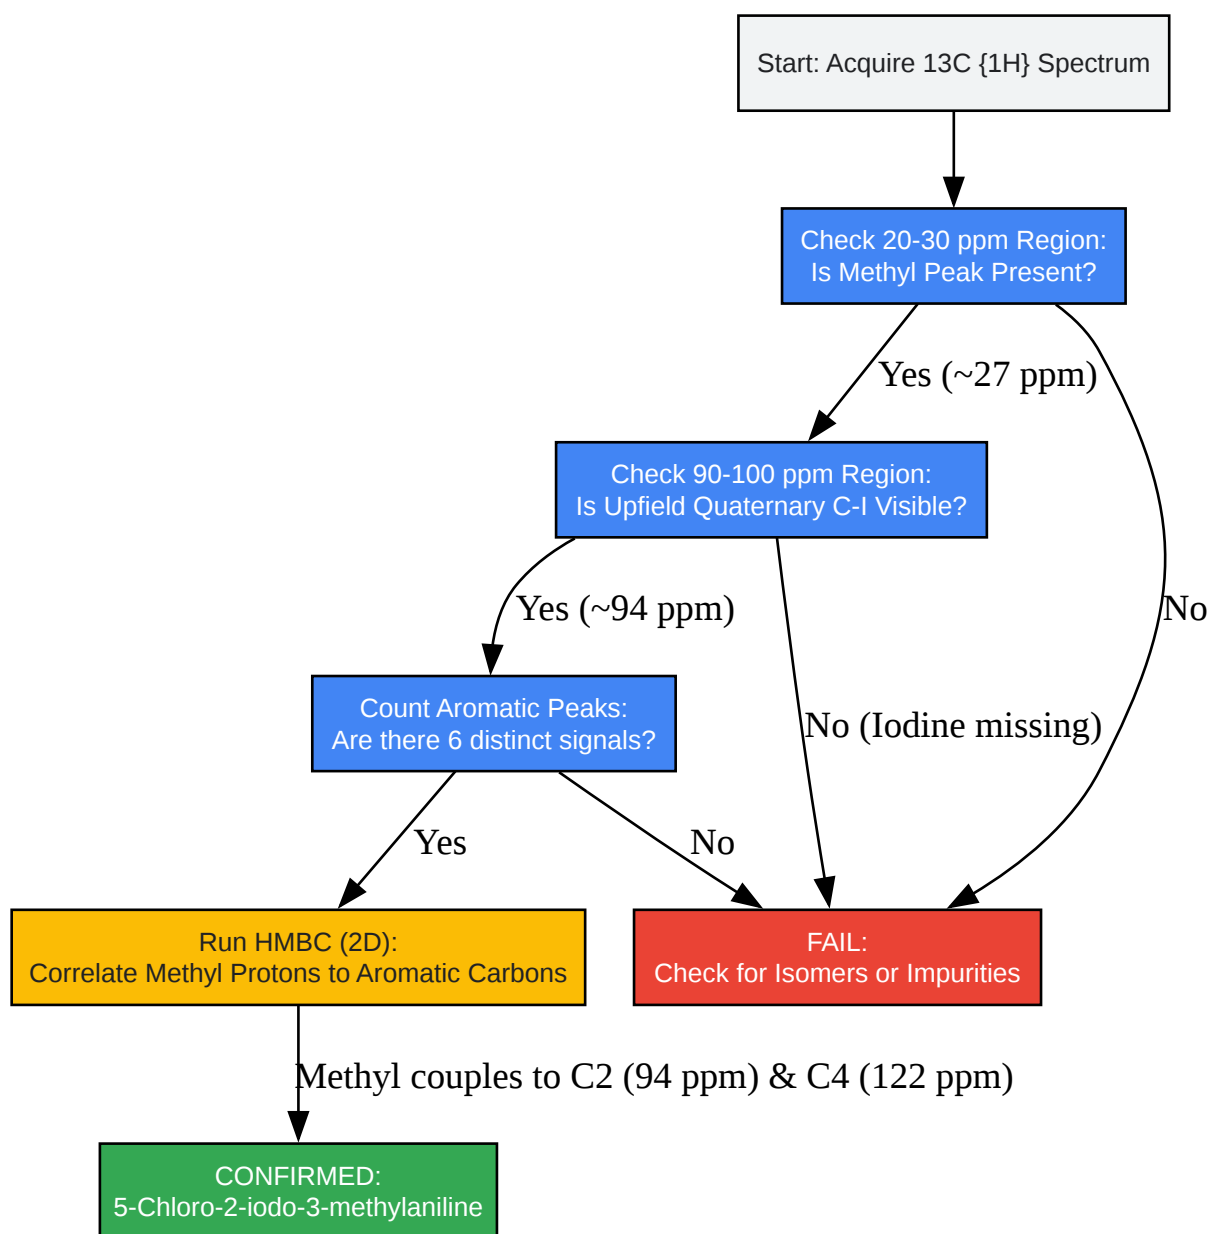 Start: Acquire 13C {1H} Spectrum
Check 20-30 ppm Region:
Is Methyl Peak Present?
Yes (~27 ppm)
Check 90-100 ppm Region:
Is Upfield Quaternary C-I Visible?
Yes (~94 ppm)
No
Count Aromatic Peaks:
Are there 6 distinct signals?
No (Iodine missing)
Yes
No
Run HMBC (2D):
Correlate Methyl Protons to Aromatic Carbons
FAIL:
Check for Isomers or Impurities
Methyl couples to C2 (94 ppm) & C4 (122 ppm)
CONFIRMED:
5-Chloro-2-iodo-3-methylaniline